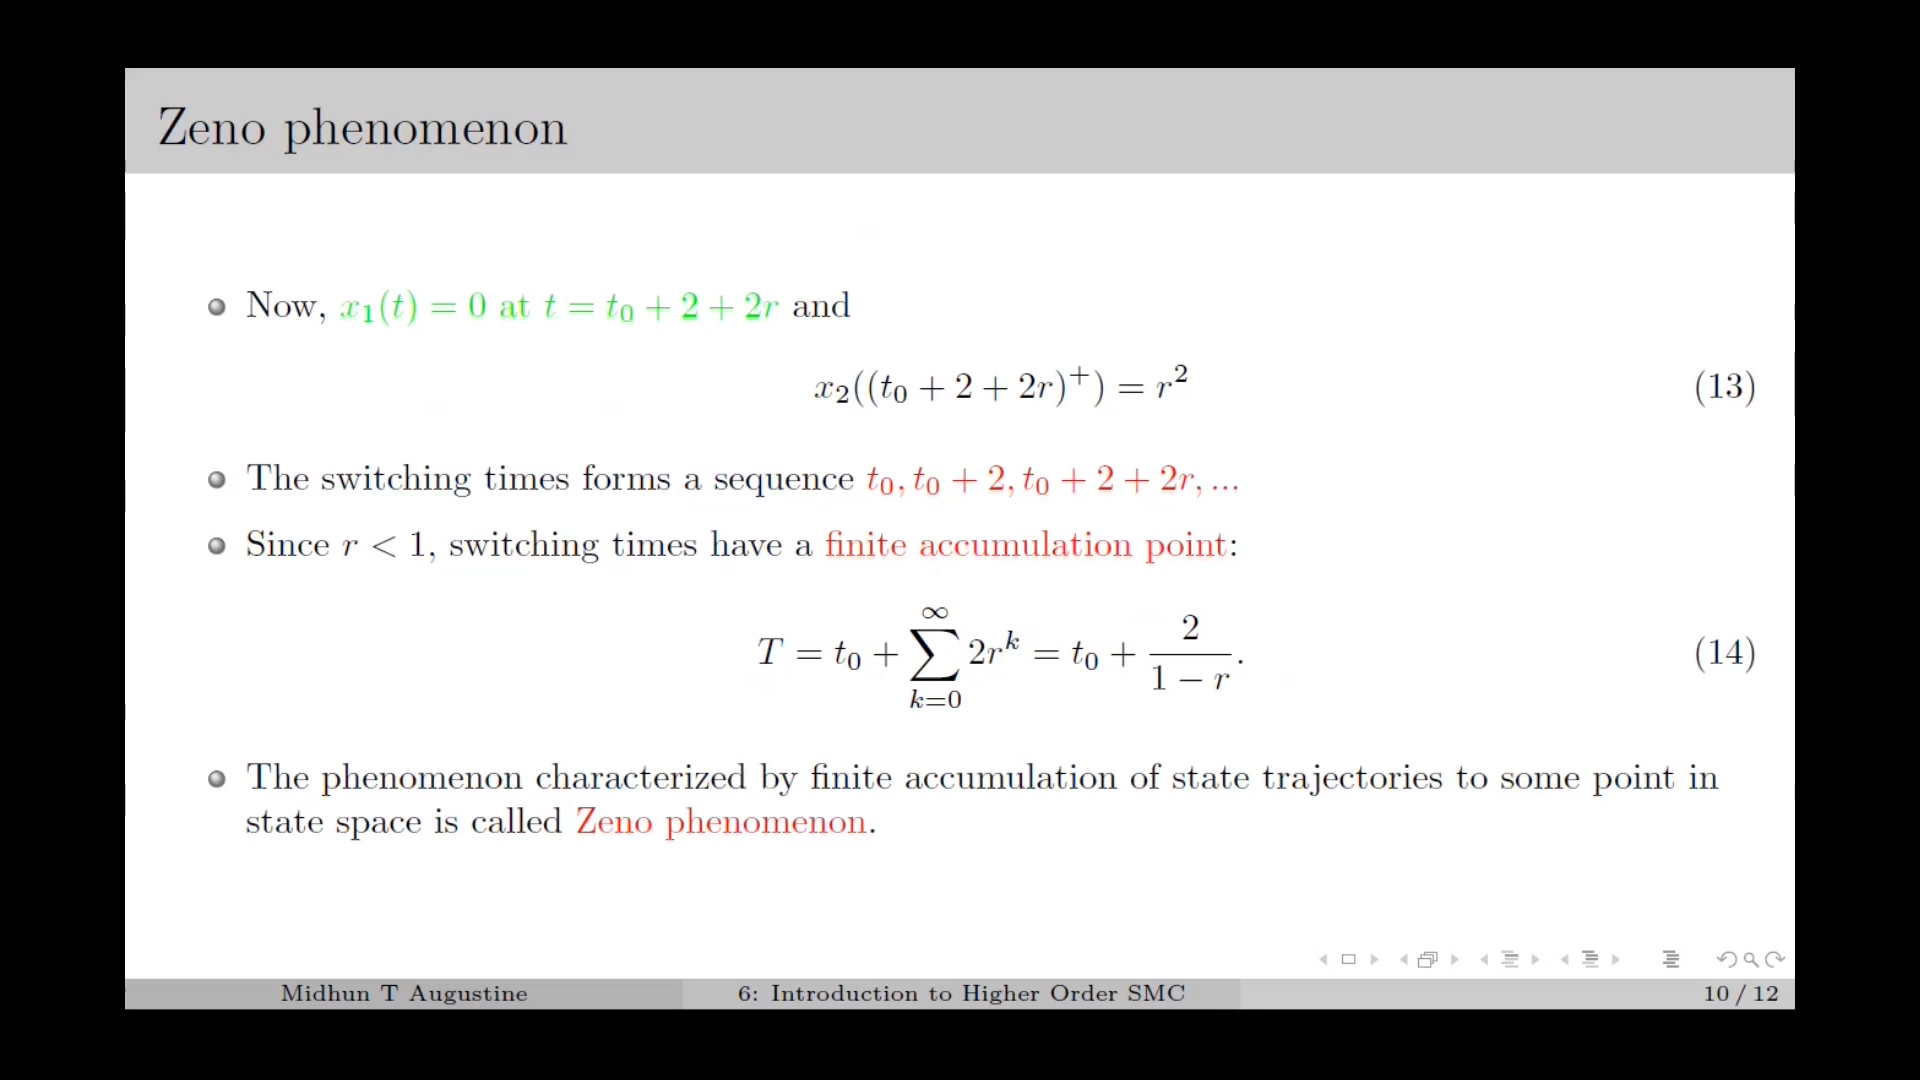 Zeno phenomenon
Now, x₁(t) = 0 at t = t₀ + 2 + 2r and
x₂((t₀ + 2 + 2r)⁺) = r² (13)
The switching times forms a sequence t₀, t₀ + 2, t₀ + 2 + 2r, ...
Since r < 1, switching times have a finite accumulation point:
T = t₀ + ∑_{k=0}^{∞} 2r^k = t₀ + \frac{2}{1 − r}. (14)
The phenomenon characterized by finite accumulation of state trajectories to some point in
state space is called Zeno phenomenon.
Midhun T Augustine 6: Introduction to Higher Order SMC 10 / 12